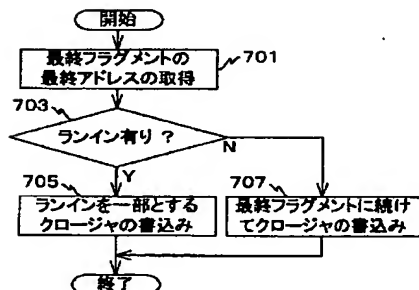 開始
最終フラグメントの
最終アドレスの取得
701
703
ランイン有り?
N
Y
705
ランインを一部とする
クロージャの書込み
707
最終フラグメントに続け
てクロージャの書込み
終了